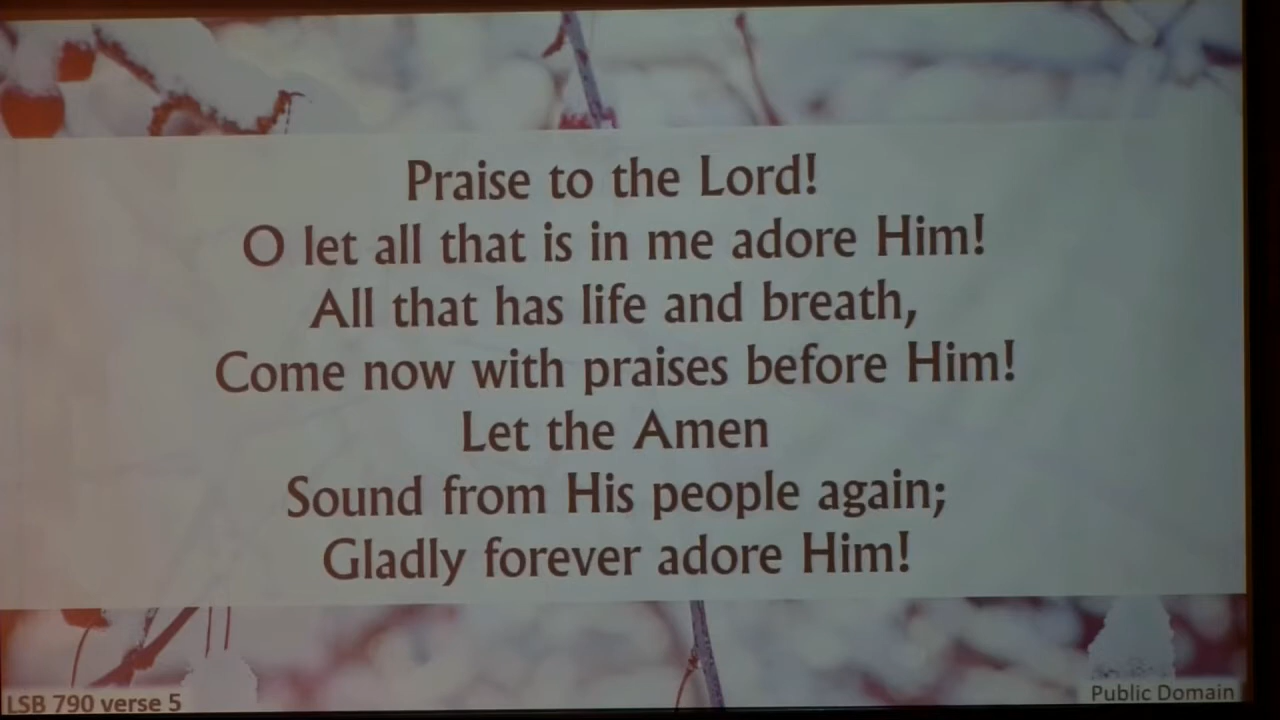 Praise to the Lord!
O let all that is in me adore Him!
All that has life and breath,
Come now with praises before Him!
Let the Amen
Sound from His people again;
Gladly forever adore Him!
LSB 790 verse 5
Public Domain